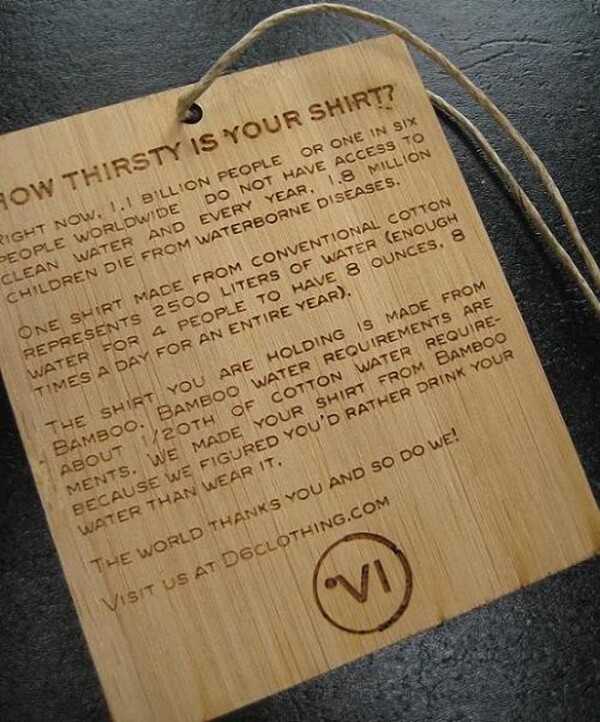 HOW THIRSTY IS YOUR SHIRT?
RIGHT NOW, 1.1 BILLION PEOPLE OR ONE IN SIX
PEOPLE WORLDWIDE DO NOT HAVE ACCESS TO
CLEAN WATER AND EVERY YEAR, 1.8 MILLION
CHILDREN DIE FROM WATERBORNE DISEASES.
ONE SHIRT MADE FROM CONVENTIONAL COTTON
REPRESENTS 2500 LITERS OF WATER (ENOUGH
WATER FOR 4 PEOPLE TO HAVE 8 OUNCES, 8
TIMES A DAY FOR AN ENTIRE YEAR).
THE SHIRT YOU ARE HOLDING IS MADE FROM
BAMBOO. BAMBOO WATER REQUIREMENTS ARE
ABOUT 1/20TH OF COTTON WATER REQUIRE-
MENTS. WE MADE YOUR SHIRT FROM BAMBOO
BECAUSE WE FIGURED YOU'D RATHER DRINK YOUR
WATER THAN WEAR IT.
THE WORLD THANKS YOU AND SO DO WE!
VISIT US AT D6CLOTHING.COM
VI